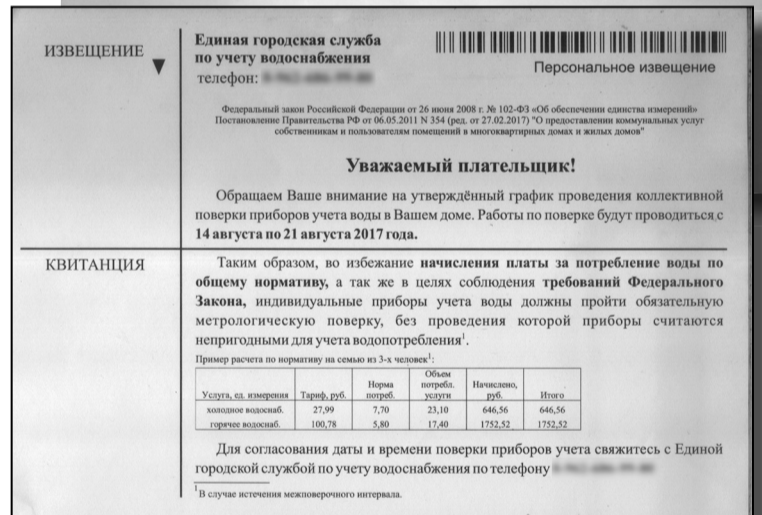 ИЗВЕЩЕНИЕ
Единая городская служба
по учету водоснабжения
телефон:
Персональное извещение
Федеральный закон Российской Федерации от 26 июня 2008 г. № 102-ФЗ «Об обеспечении единства измерений»
Постановление Правительства РФ от 06.05.2011 N 354 (ред. от 27.02.2017) "О предоставлении коммунальных услуг
собственникам и пользователям помещений в многоквартирных домах и жилых домов"
Уважаемый плательщик!
Обращаем Ваше внимание на утверждённый график проведения коллективной
поверки приборов учета воды в Вашем доме. Работы по поверке будут проводиться с
14 августа по 21 августа 2017 года.
КВИТАНЦИЯ
Таким образом, во избежание начисления платы за потребление воды по
общему нормативу, а так же в целях соблюдения требований Федерального
Закона, индивидуальные приборы учета воды должны пройти обязательную
метрологическую поверку, без проведения которой приборы считаются
непригодными для учета водопотребления¹.
Пример расчета по нормативу на семью из 3-х человек¹:
Услуга, ед. измерения Тариф, руб. Норма потреб. Объем потребл. услуги Начислено, руб. Итого
холодное водоснаб. 27,99 7,70 23,10 646,56 646,56
горячее водоснаб. 100,78 5,80 17,40 1752,52 1752,52
Для согласования даты и времени поверки приборов учета свяжитесь с Единой
городской службой по учету водоснабжения по телефону
¹В случае истечения межповерочного интервала.